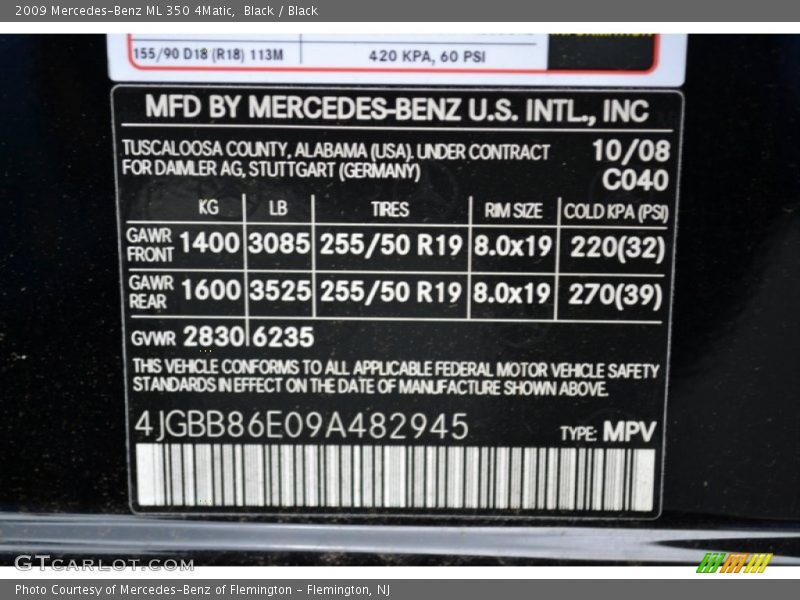 2009 Mercedes-Benz ML 350 4Matic, Black / Black
155/90 D18 (R18) 113M 420 KPA, 60 PSI
MFD BY MERCEDES-BENZ U.S. INTL., INC
TUSCALOOSA COUNTY, ALABAMA (USA). UNDER CONTRACT 10/08
FOR DAIMLER AG, STUTTGART (GERMANY) C040
KG LB TIRES RIM SIZE COLD KPA (PSI)
GAWR FRONT 1400 3085 255/50 R19 8.0x19 220(32)
GAWR REAR 1600 3525 255/50 R19 8.0x19 270(39)
GVWR 2830 6235
THIS VEHICLE CONFORMS TO ALL APPLICABLE FEDERAL MOTOR VEHICLE SAFETY
STANDARDS IN EFFECT ON THE DATE OF MANUFACTURE SHOWN ABOVE.
4JGBB86E09A482945 TYPE: MPV
GTCARLOT.COM
Photo Courtesy of Mercedes-Benz of Flemington - Flemington, NJ